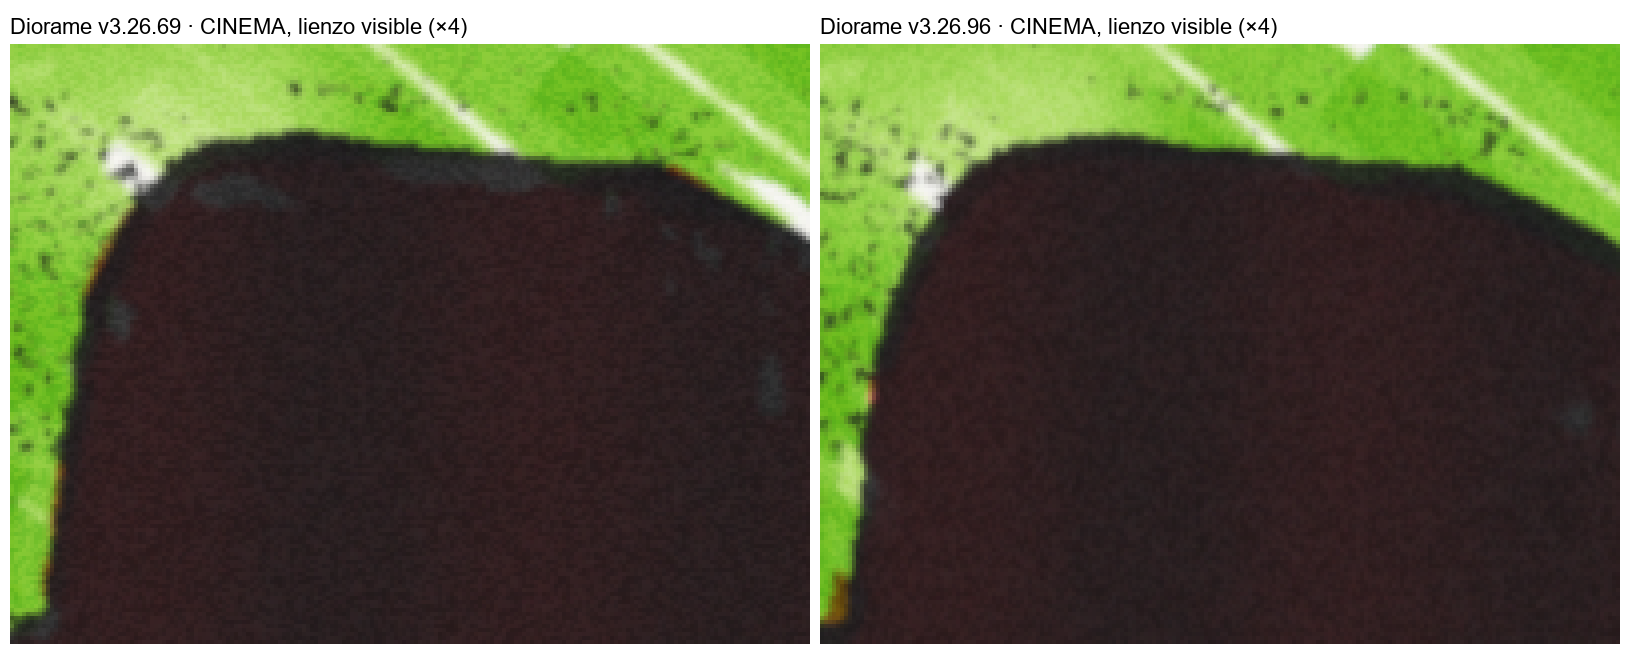 Diorame v3.26.69 · CINEMA, lienzo visible (×4)
Diorame v3.26.96 · CINEMA, lienzo visible (×4)